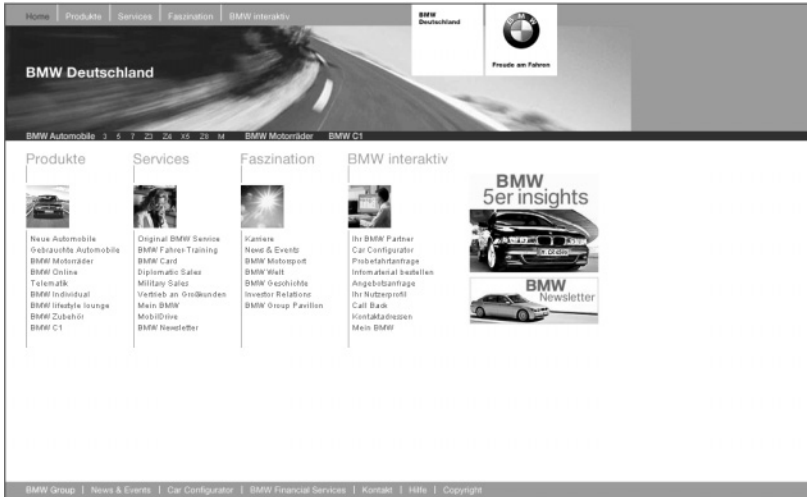 Home | Produkte | Services | Faszination | BMW interaktiv
BMW
Deutschland
BMW
Freude am Fahren
BMW Deutschland
BMW Automobile 3 5 7 Z3 Z4 X5 Z8 M BMW Motorräder BMW C1
Produkte
Neue Automobile
Gebrauchte Automobile
BMW Motorräder
BMW Online
Telematik
BMW Individual
BMW lifestyle lounge
BMW Zubehör
BMW C1
Services
Original BMW Service
BMW Fahrer-Training
BMW Card
Diplomatic Sales
Military Sales
Vertrieb an Großkunden
Mein BMW
MobilDrive
BMW Newsletter
Faszination
Karriere
News & Events
BMW Motorsport
BMW Welt
BMW Geschichte
Investor Relations
BMW Group Pavillon
BMW interaktiv
Ihr BMW Partner
Car Configurator
Probefahrtanfrage
Infomaterial bestellen
Angebotsanfrage
Ihr Nutzerprofil
Call Back
Kontaktadressen
Mein BMW
BMW
5er insights
BMW
Newsletter
BMW Group | News & Events | Car Configurator | BMW Financial Services | Kontakt | Hilfe | Copyright